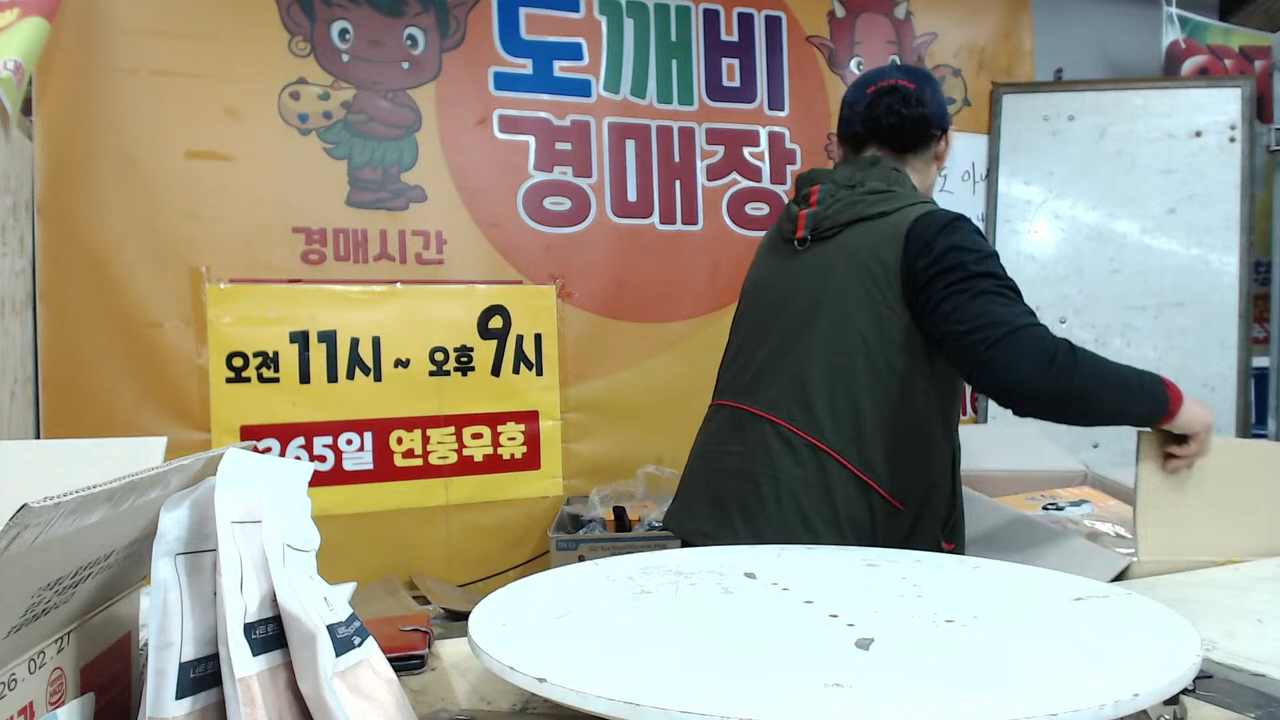 도깨비
경매장
경매시간
오전 11시 ~ 오후 9시
365일 연중무휴
26.02.27